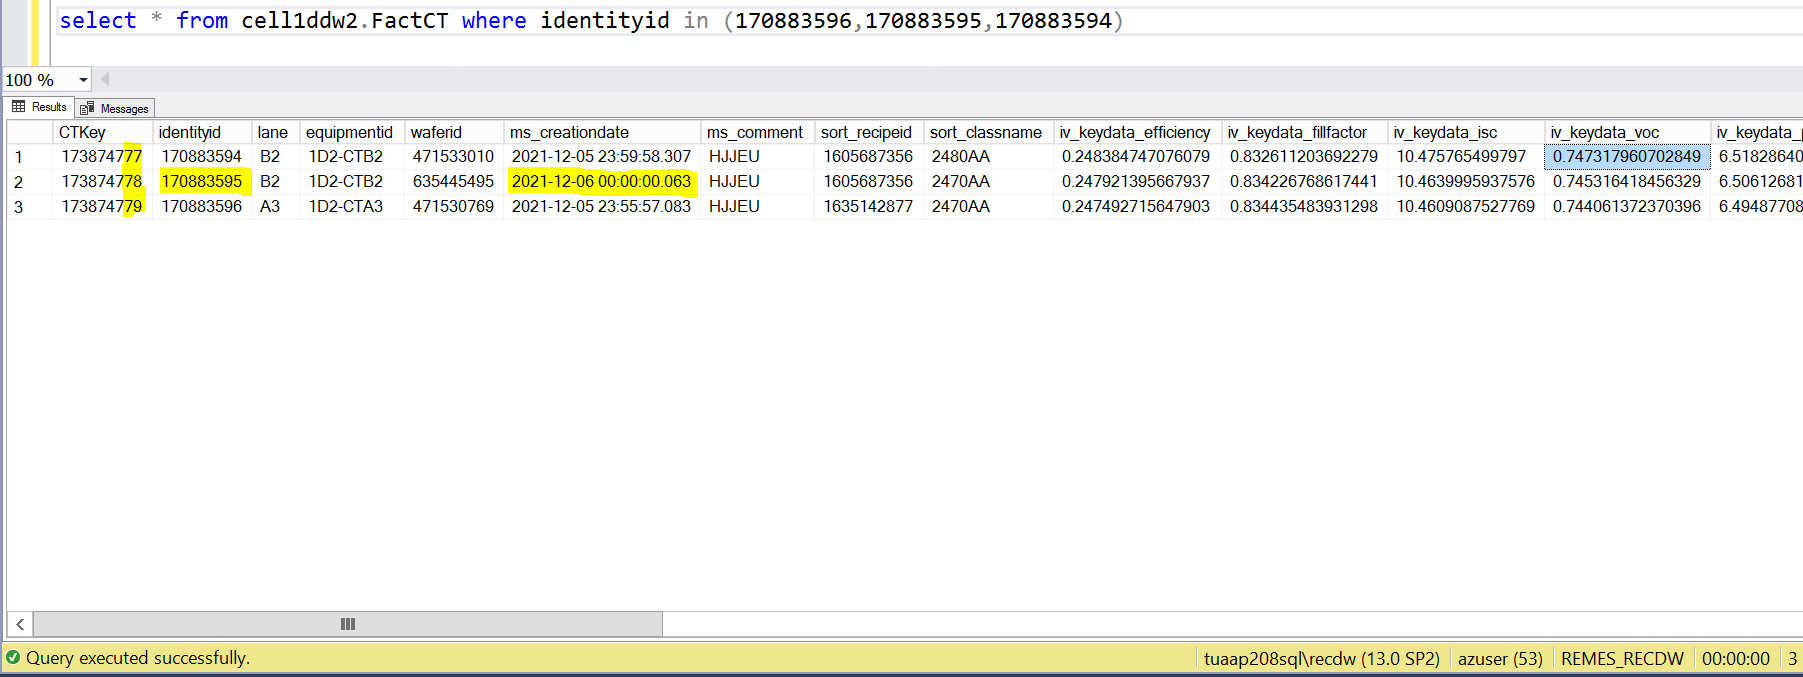 select * from cell1ddw2.FactCT where identityid in (170883596,170883595,170883594)
100 %
Results Messages
CTKey identityid lane equipmentid waferid ms_creationdate ms_comment sort_recipeid sort_classname iv_keydata_efficiency iv_keydata_fillfactor iv_keydata_isc iv_keydata_voc iv_keydata_
1 173874777 170883594 B2 1D2-CTB2 471533010 2021-12-05 23:59:58.307 HJJEU 1605687356 2480AA 0.248384747076079 0.832611203692279 10.475765499797 0.747317960702849 6.51828640
2 173874778 170883595 B2 1D2-CTB2 635445495 2021-12-06 00:00:00.063 HJJEU 1605687356 2470AA 0.247921395667937 0.834226768617441 10.4639995937576 0.745316418456329 6.50612681
3 173874779 170883596 A3 1D2-CTA3 471530769 2021-12-05 23:55:57.083 HJJEU 1635142877 2470AA 0.247492715647903 0.834435483931298 10.4609087527769 0.744061372370396 6.49487708
Query executed successfully. tuaap208sql\recdw (13.0 SP2) azuser (53) REMES_RECDW 00:00:00 3